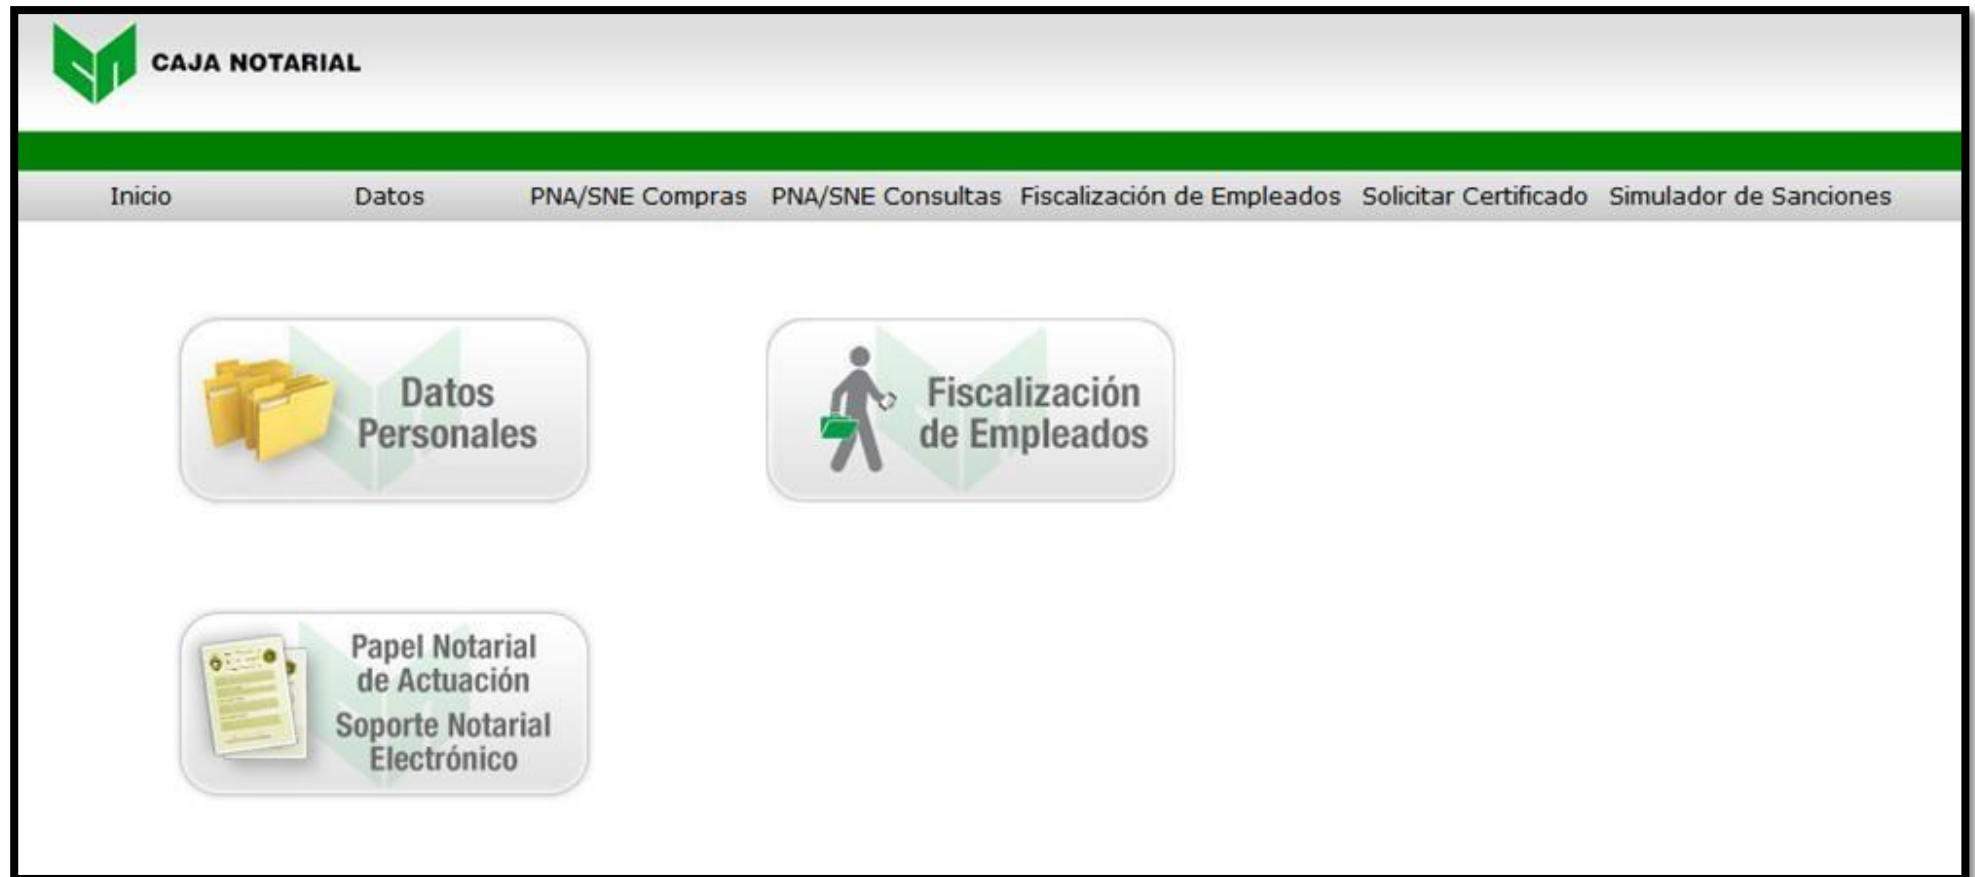 CAJA NOTARIAL
Inicio Datos PNA/SNE Compras PNA/SNE Consultas Fiscalización de Empleados Solicitar Certificado Simulador de Sanciones
Datos
Personales
Fiscalización
de Empleados
Papel Notarial
de Actuación
Soporte Notarial
Electrónico